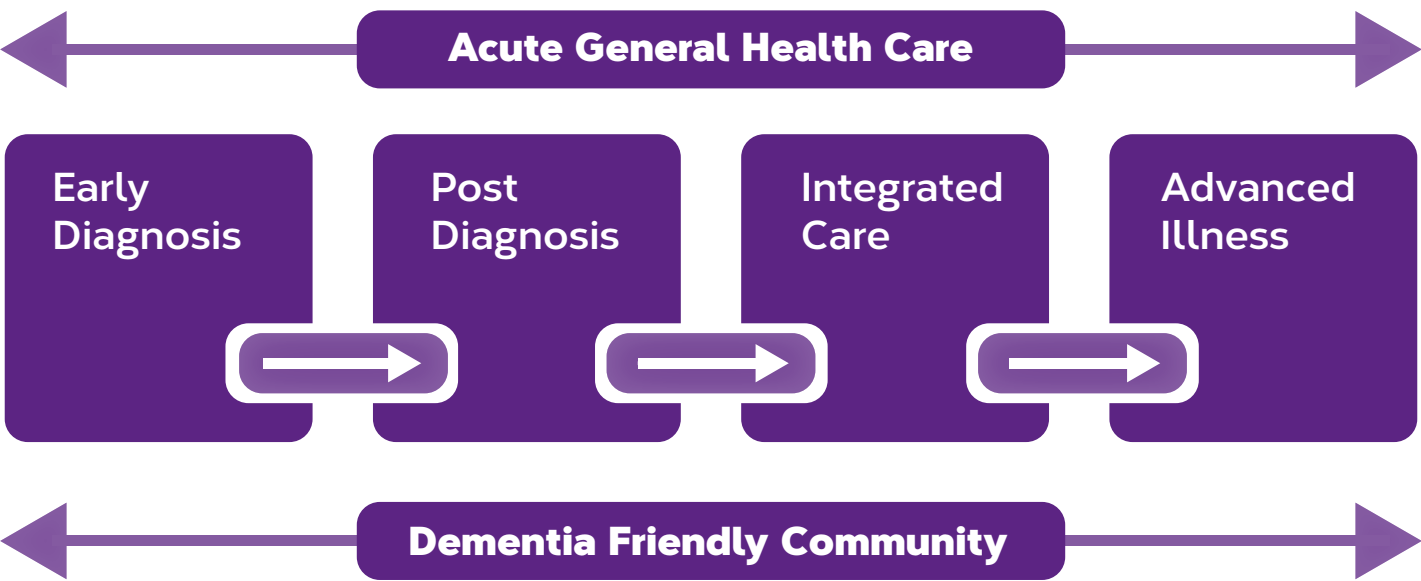 Acute General Health Care
Early
Diagnosis
Post
Diagnosis
Integrated
Care
Advanced
Illness
Dementia Friendly Community